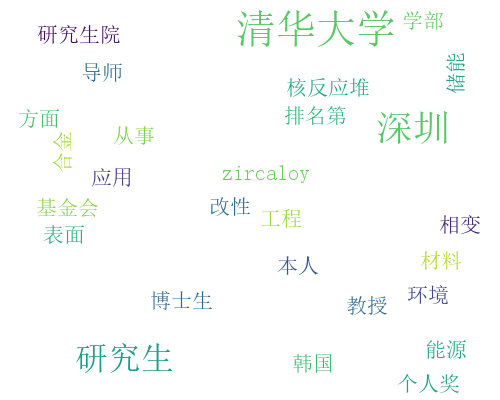 清华大学
学部
研究生院
导师
储能
核反应堆
排名第
深圳
方面
从事
合金
应用
zircaloy
基金会
改性
工程
表面
相变
本人
材料
博士生
教授
环境
研究生
韩国
能源
个人奖